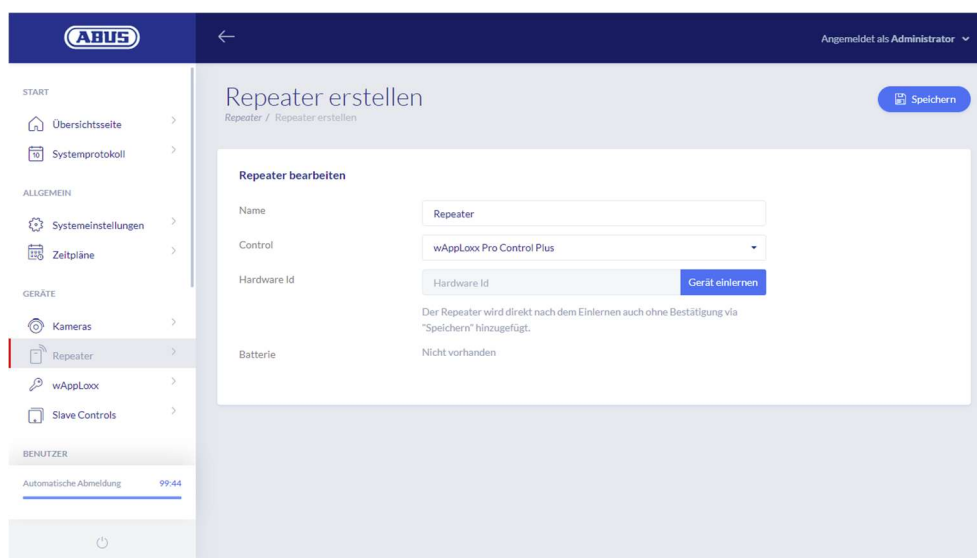 ABUS
Angemeldet als Administrator
START
Übersichtsseite
10 Systemprotokoll
ALLGEMEIN
Systemeinstellungen
Zeitpläne
GERÄTE
Kameras
Repeater
wAppLoxx
Slave Controls
BENUTZER
Automatische Abmeldung 99:44
Repeater erstellen
Repeater / Repeater erstellen
Speichern
Repeater bearbeiten
Name Repeater
Control wAppLoxx Pro Control Plus
Hardware Id Hardware Id Gerät einlernen
Der Repeater wird direkt nach dem Einlernen auch ohne Bestätigung via
"Speichern" hinzugefügt.
Batterie Nicht vorhanden